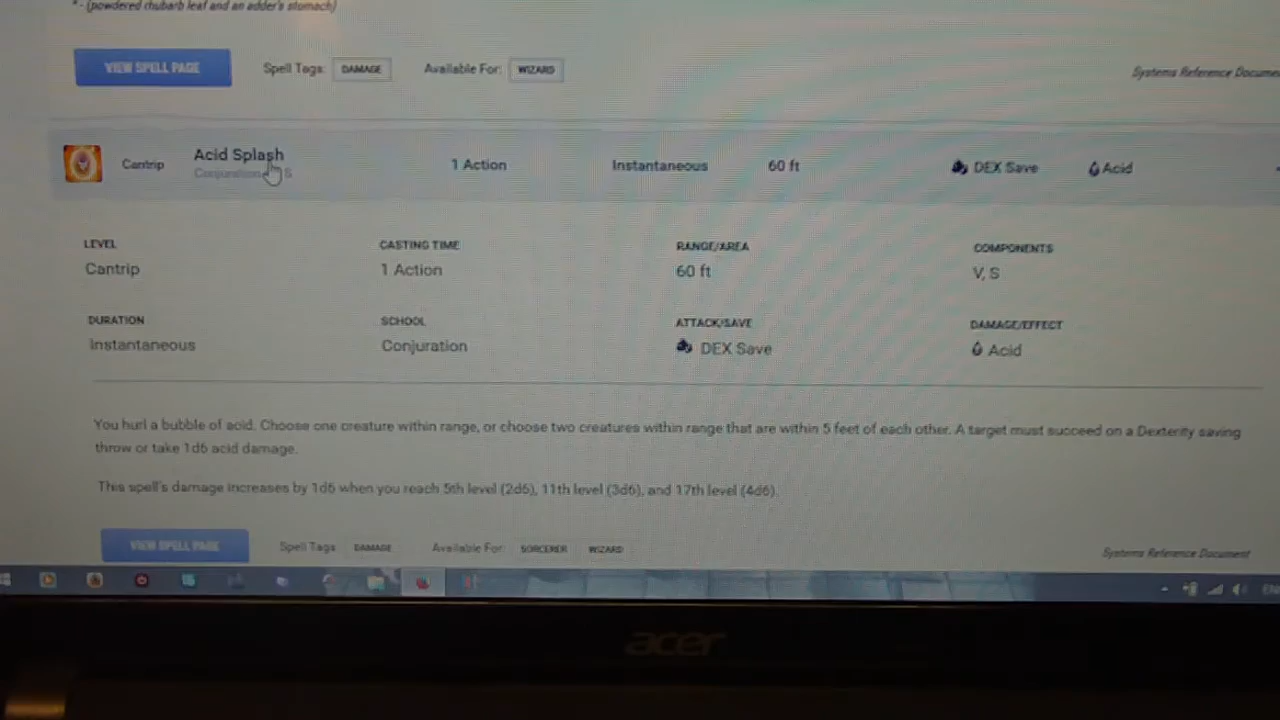 * - (powdered rhubarb leaf and an adder's stomach)
VIEW SPELL PAGE Spell Tags: DAMAGE Available For: WIZARD
Systems Reference Docume
Cantrip Acid Splash 1 Action Instantaneous 60 ft DEX Save Acid
Conjuration S
LEVEL CASTING TIME RANGE/AREA COMPONENTS
Cantrip 1 Action 60 ft V, S
DURATION SCHOOL ATTACK/SAVE DAMAGE/EFFECT
Instantaneous Conjuration DEX Save Acid
You hurl a bubble of acid. Choose one creature within range, or choose two creatures within range that are within 5 feet of each other. A target must succeed on a Dexterity saving
throw or take 1d6 acid damage.
This spell's damage increases by 1d6 when you reach 5th level (2d6), 11th level (3d6), and 17th level (4d6).
VIEW SPELL PAGE Spell Tags: DAMAGE Available For: SORCERER WIZARD
Systems Reference Document
acer